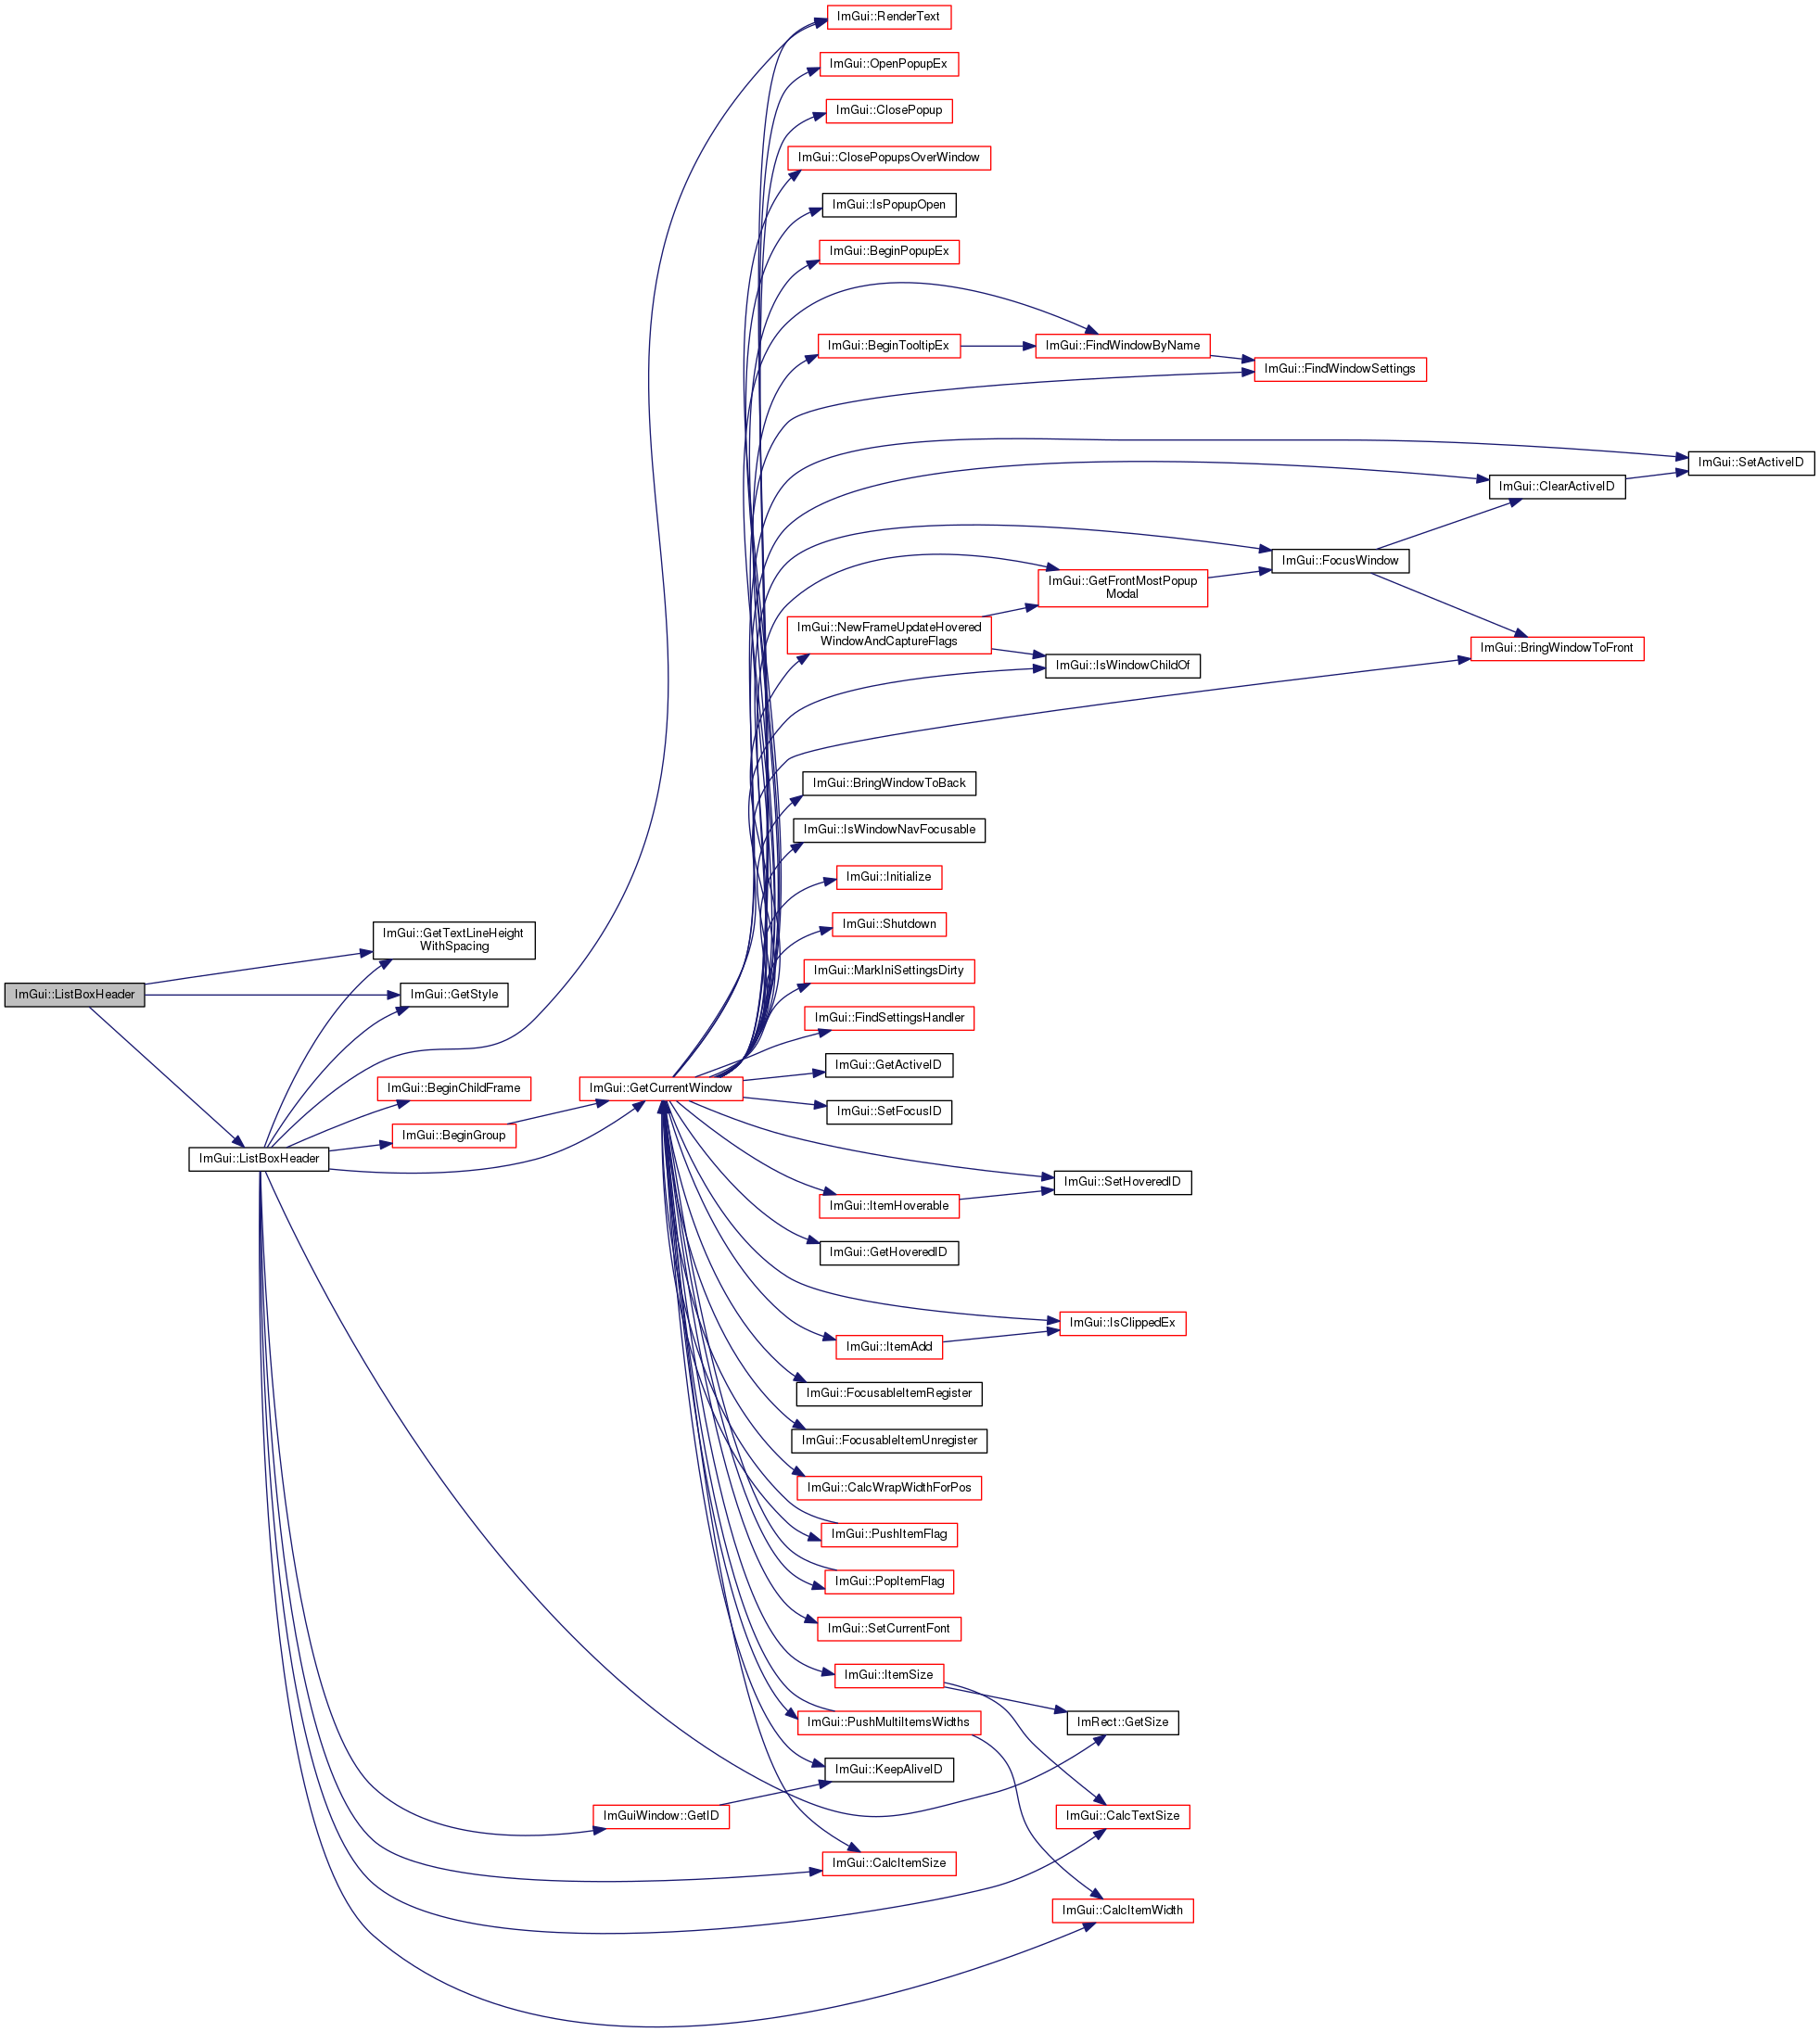 ImGui::RenderText
ImGui::OpenPopupEx
ImGui::ClosePopup
ImGui::ClosePopupsOverWindow
ImGui::IsPopupOpen
ImGui::BeginPopupEx
ImGui::BeginTooltipEx
ImGui::FindWindowByName
ImGui::FindWindowSettings
ImGui::SetActiveID
ImGui::ClearActiveID
ImGui::FocusWindow
ImGui::GetFrontMostPopup
Modal
ImGui::NewFrameUpdateHovered
WindowAndCaptureFlags
ImGui::BringWindowToFront
ImGui::IsWindowChildOf
ImGui::BringWindowToBack
ImGui::IsWindowNavFocusable
ImGui::Initialize
ImGui::Shutdown
ImGui::GetTextLineHeight
WithSpacing
ImGui::MarkIniSettingsDirty
ImGui::ListBoxHeader
ImGui::GetStyle
ImGui::FindSettingsHandler
ImGui::GetActiveID
ImGui::BeginChildFrame
ImGui::GetCurrentWindow
ImGui::SetFocusID
ImGui::BeginGroup
ImGui::ListBoxHeader
ImGui::SetHoveredID
ImGui::ItemHoverable
ImGui::GetHoveredID
ImGui::IsClippedEx
ImGui::ItemAdd
ImGui::FocusableItemRegister
ImGui::FocusableItemUnregister
ImGui::CalcWrapWidthForPos
ImGui::PushItemFlag
ImGui::PopItemFlag
ImGui::SetCurrentFont
ImGui::ItemSize
ImGui::PushMultiItemsWidths
ImRect::GetSize
ImGui::KeepAliveID
ImGuiWindow::GetID
ImGui::CalcTextSize
ImGui::CalcItemSize
ImGui::CalcItemWidth